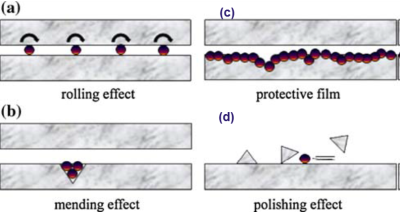 (a)
rolling effect
(c)
protective film
(b)
mending effect
(d)
polishing effect